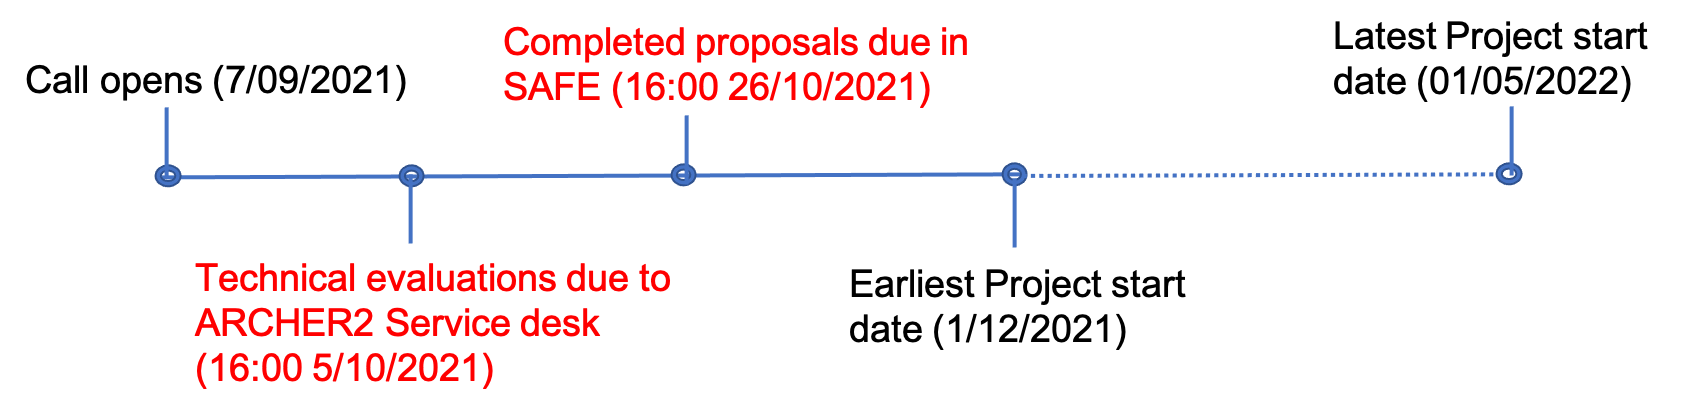 Call opens (7/09/2021)
Technical evaluations due to
ARCHER2 Service desk
(16:00 5/10/2021)
Completed proposals due in
SAFE (16:00 26/10/2021)
Earliest Project start
date (1/12/2021)
Latest Project start
date (01/05/2022)